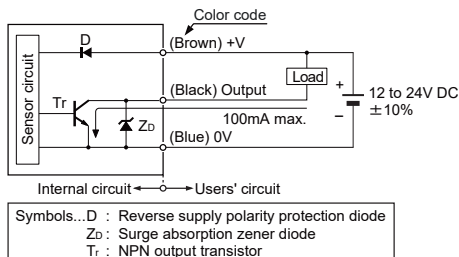 Color code
D
(Brown) +V
Sensor circuit
Load
+
12 to 24V DC
±10%
−
(Black) Output
Tr
ZD
100mA max.
(Blue) 0V
Internal circuit
Users' circuit
Symbols...D : Reverse supply polarity protection diode
ZD : Surge absorption zener diode
Tr : NPN output transistor